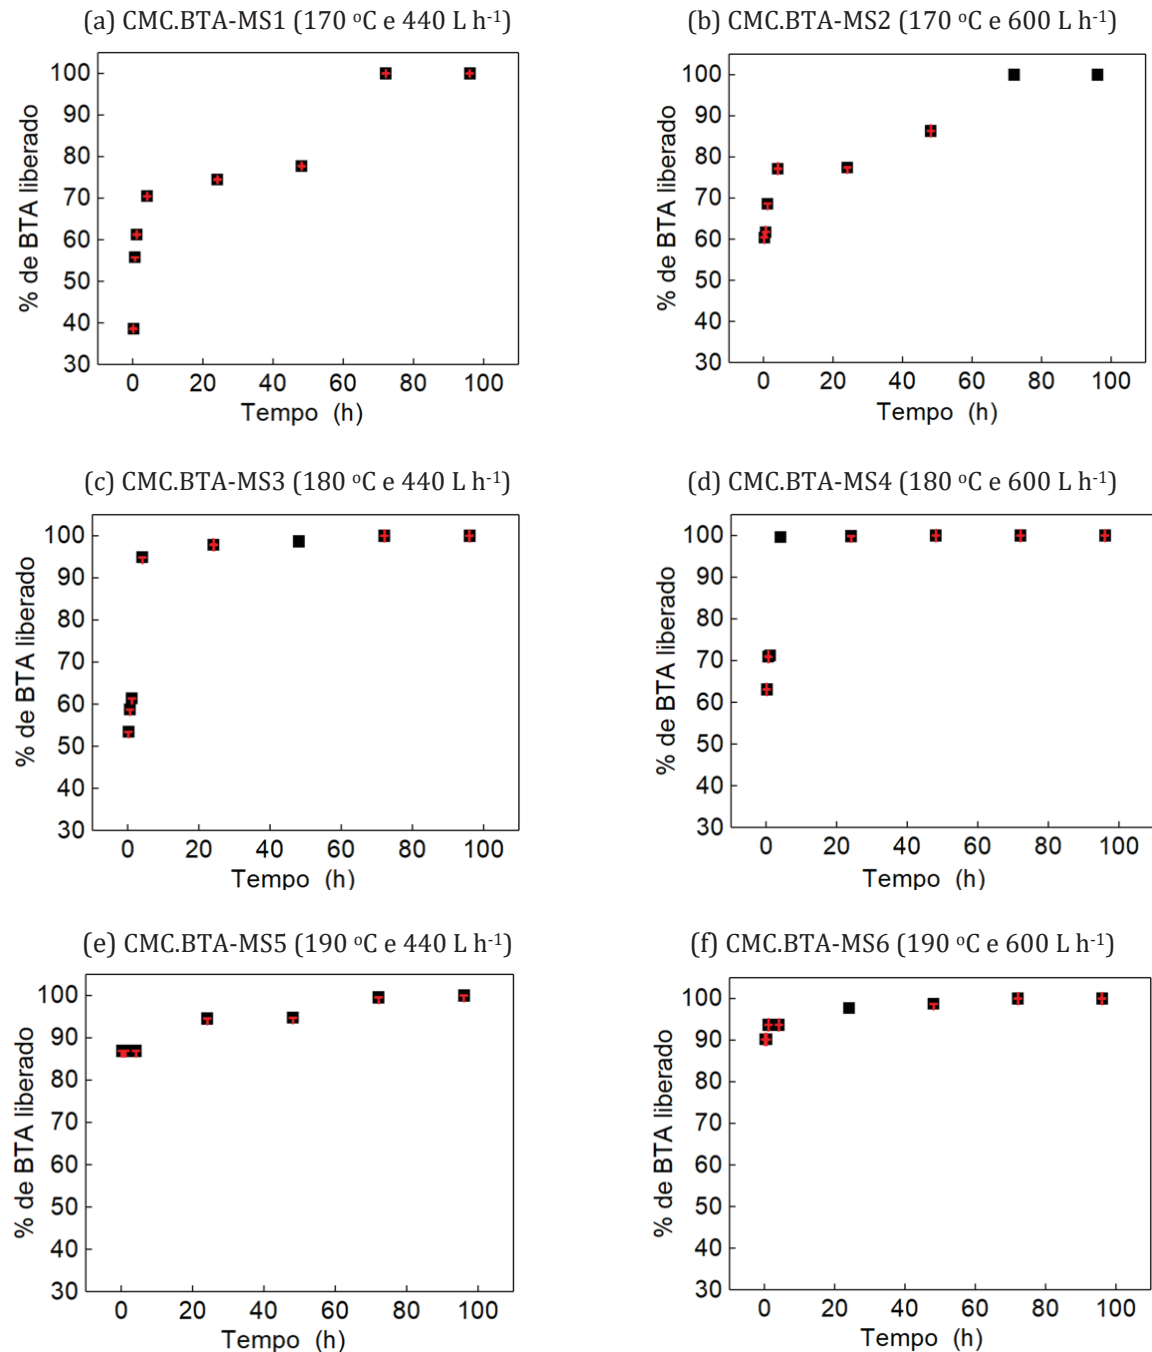 (a) CMC.BTA-MS1 (170 ºC e 440 L h⁻¹)
% de BTA liberado
100
90
80
70
60
50
40
30
0 20 40 60 80 100
Tempo (h)
(b) CMC.BTA-MS2 (170 ºC e 600 L h⁻¹)
% de BTA liberado
100
90
80
70
60
50
40
30
0 20 40 60 80 100
Tempo (h)
(c) CMC.BTA-MS3 (180 ºC e 440 L h⁻¹)
% de BTA liberado
100
90
80
70
60
50
40
30
0 20 40 60 80 100
Tempo (h)
(d) CMC.BTA-MS4 (180 ºC e 600 L h⁻¹)
% de BTA liberado
100
90
80
70
60
50
40
30
0 20 40 60 80 100
Tempo (h)
(e) CMC.BTA-MS5 (190 ºC e 440 L h⁻¹)
% de BTA liberado
100
90
80
70
60
50
40
30
0 20 40 60 80 100
Tempo (h)
(f) CMC.BTA-MS6 (190 ºC e 600 L h⁻¹)
% de BTA liberado
100
90
80
70
60
50
40
30
0 20 40 60 80 100
Tempo (h)